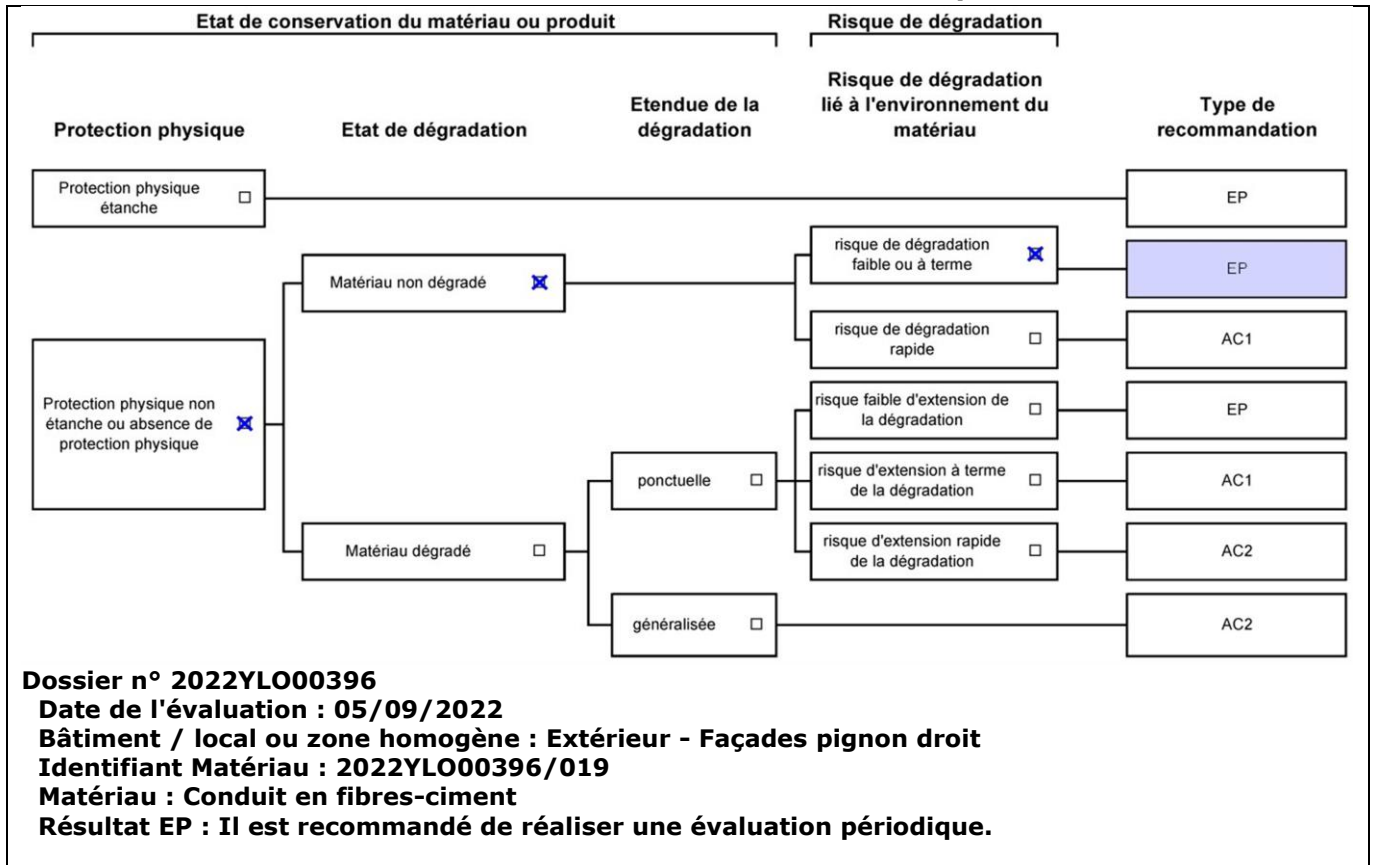 Etat de conservation du matériau ou produit
Risque de dégradation
Protection physique
Etat de dégradation
Etendue de la
dégradation
Risque de dégradation
lié à l'environnement du
matériau
Type de
recommandation
Protection physique
étanche
EP
risque de dégradation
faible ou à terme
EP
Matériau non dégradé
risque de dégradation
rapide
AC1
Protection physique non
étanche ou absence de
protection physique
risque faible d'extension de
la dégradation
EP
ponctuelle
risque d'extension à terme
de la dégradation
AC1
Matériau dégradé
risque d'extension rapide
de la dégradation
AC2
généralisée
AC2
Dossier n° 2022YLO00396
Date de l'évaluation : 05/09/2022
Bâtiment / local ou zone homogène : Extérieur - Façades pignon droit
Identifiant Matériau : 2022YLO00396/019
Matériau : Conduit en fibres-ciment
Résultat EP : Il est recommandé de réaliser une évaluation périodique.